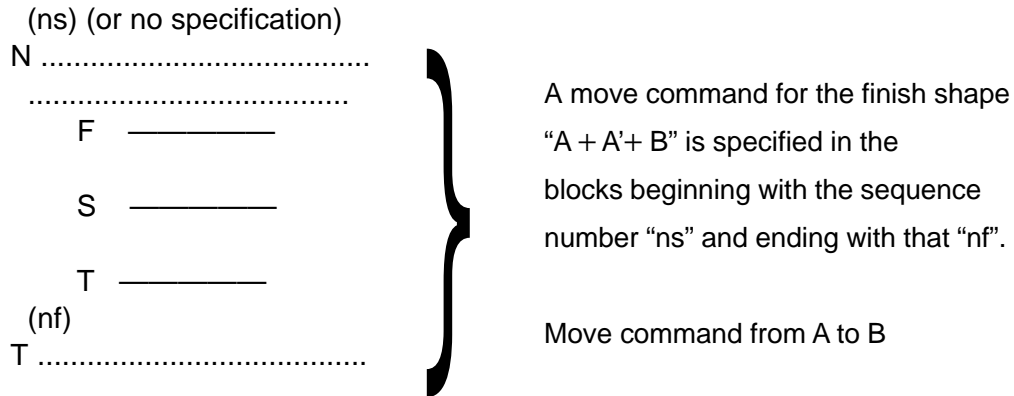 (ns) (or no specification)
N ........................................
.......................................
F ——————
S ——————
T ——————
(nf)
T ........................................
A move command for the finish shape
“A + A’+ B” is specified in the
blocks beginning with the sequence
number “ns” and ending with that “nf”.
Move command from A to B